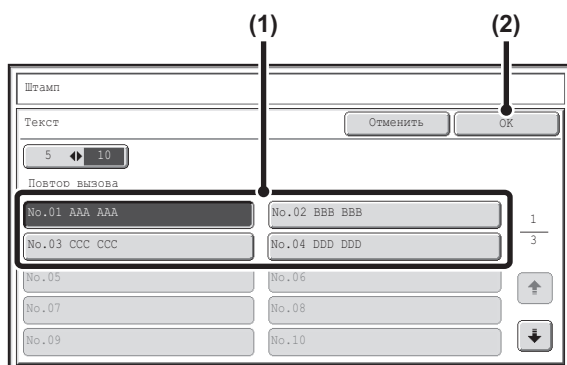 (1) (2)
Штамп
Текст Отменить OK
5 10
Повтор вызова
No.01 AAA AAA No.02 BBB BBB
1
No.03 CCC CCC No.04 DDD DDD
3
No.05 No.06
No.07 No.08
No.09 No.10